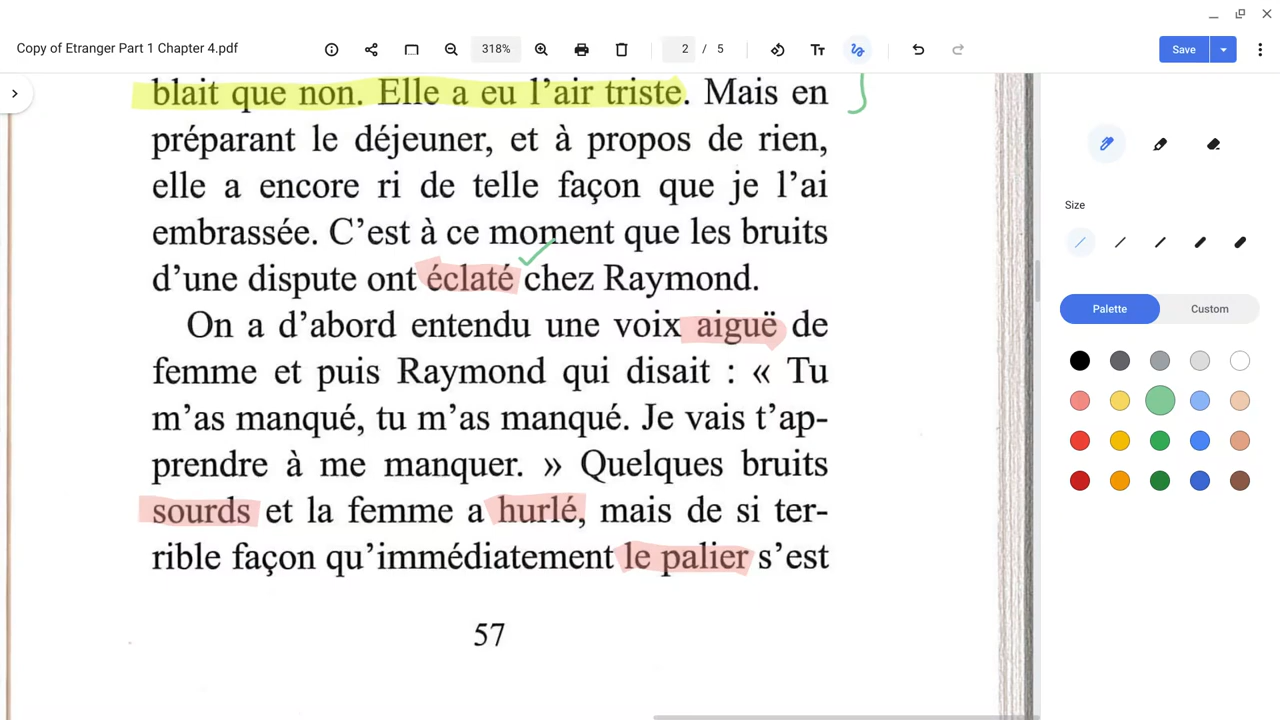 Copy of Etranger Part 1 Chapter 4.pdf
318%
2 / 5
Save
blait que non. Elle a eu l'air triste. Mais en
préparant le déjeuner, et à propos de rien,
elle a encore ri de telle façon que je l'ai
embrassée. C'est à ce moment que les bruits
d'une dispute ont éclaté chez Raymond.
On a d'abord entendu une voix aiguë de
femme et puis Raymond qui disait : « Tu
m'as manqué, tu m'as manqué. Je vais t'ap-
prendre à me manquer. » Quelques bruits
sourds et la femme a hurlé, mais de si ter-
rible façon qu'immédiatement le palier s'est
57
Size
Palette
Custom